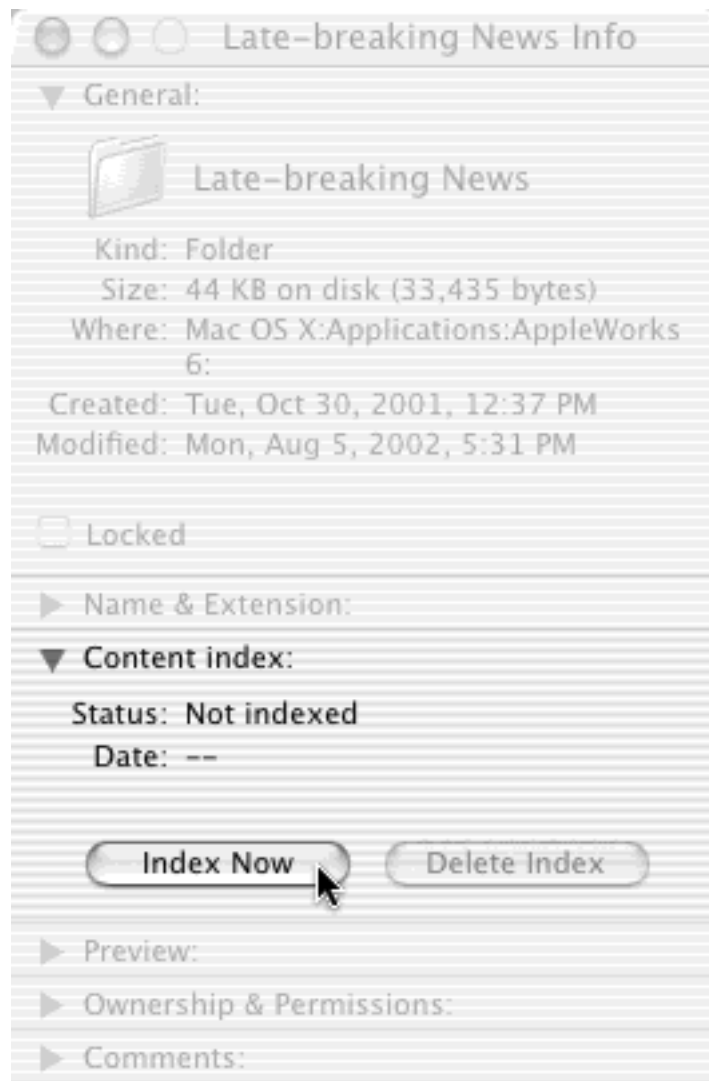 Late-breaking News Info
General:
Late-breaking News
Kind: Folder
Size: 44 KB on disk (33,435 bytes)
Where: Mac OS X:Applications:AppleWorks
6:
Created: Tue, Oct 30, 2001, 12:37 PM
Modified: Mon, Aug 5, 2002, 5:31 PM
Locked
Name & Extension:
Content index:
Status: Not indexed
Date: --
Index Now Delete Index
Preview:
Ownership & Permissions:
Comments: